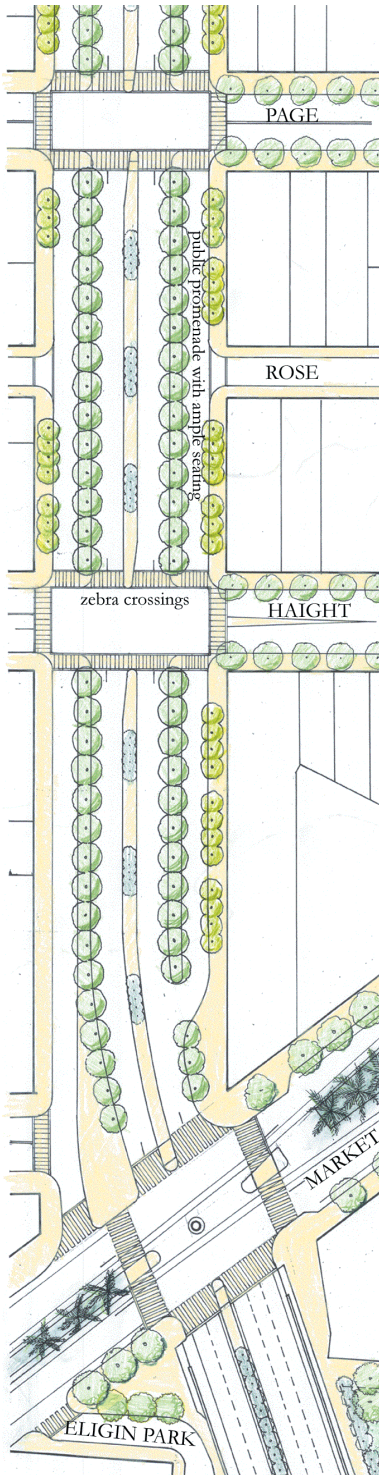 PAGE
public promenade with ample seating
ROSE
zebra crossings
HAIGHT
MARKET
ELIGIN PARK